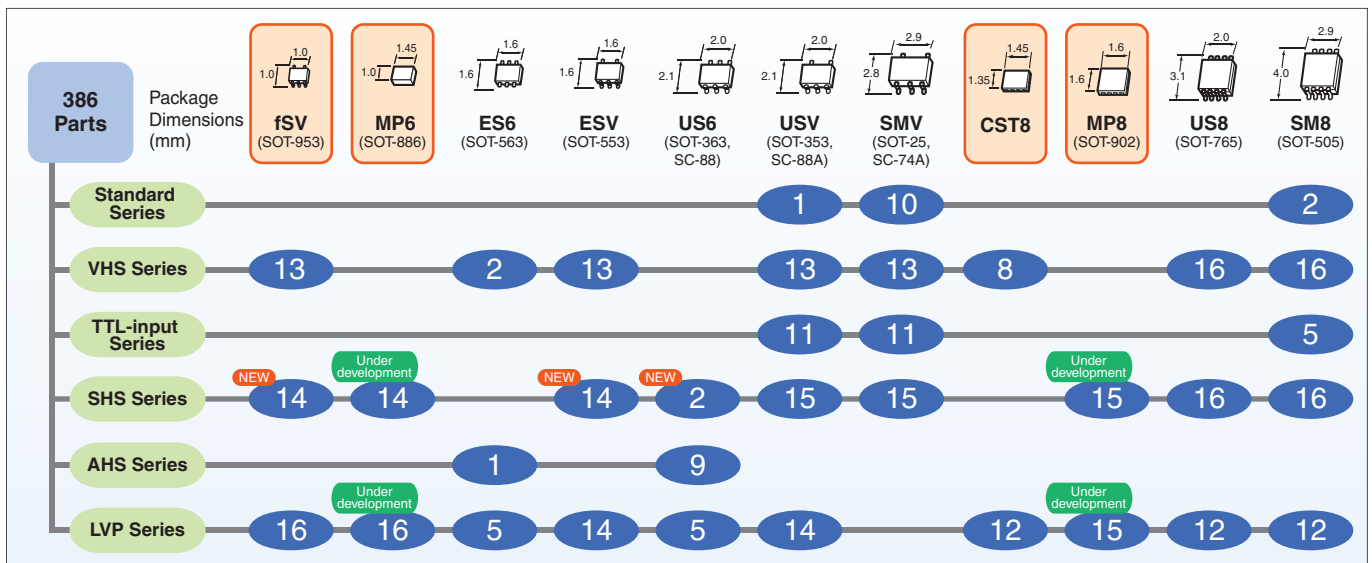 386
Parts
Package
Dimensions
(mm)
1.0
1.0
fSV
(SOT-953)
1.45
1.0
MP6
(SOT-886)
1.6
1.6
ES6
(SOT-563)
1.6
1.6
ESV
(SOT-553)
2.0
2.1
US6
(SOT-363,
SC-88)
2.0
2.1
USV
(SOT-353,
SC-88A)
2.9
2.8
SMV
(SOT-25,
SC-74A)
1.45
1.35
CST8
1.6
1.6
MP8
(SOT-902)
2.0
3.1
US8
(SOT-765)
2.9
4.0
SM8
(SOT-505)
Standard
Series
1 10 2
VHS Series 13 2 13 13 13 8 16 16
TTL-input
Series
11 11 5
NEW
Under
development
NEW
NEW
Under
development
SHS Series 14 14 14 2 15 15 15 16 16
AHS Series 1 9
Under
development
Under
development
LVP Series 16 16 5 14 5 14 12 15 12 12